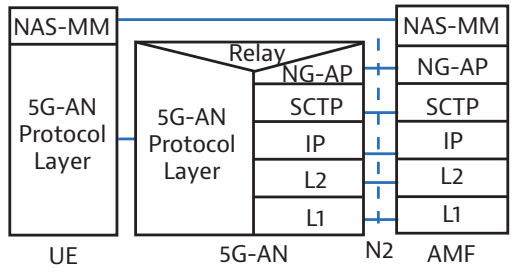 NAS-MM
5G-AN
Protocol
Layer
UE
Relay
5G-AN
Protocol
Layer
NG-AP
SCTP
IP
L2
L1
5G-AN
N2
NAS-MM
NG-AP
SCTP
IP
L2
L1
AMF